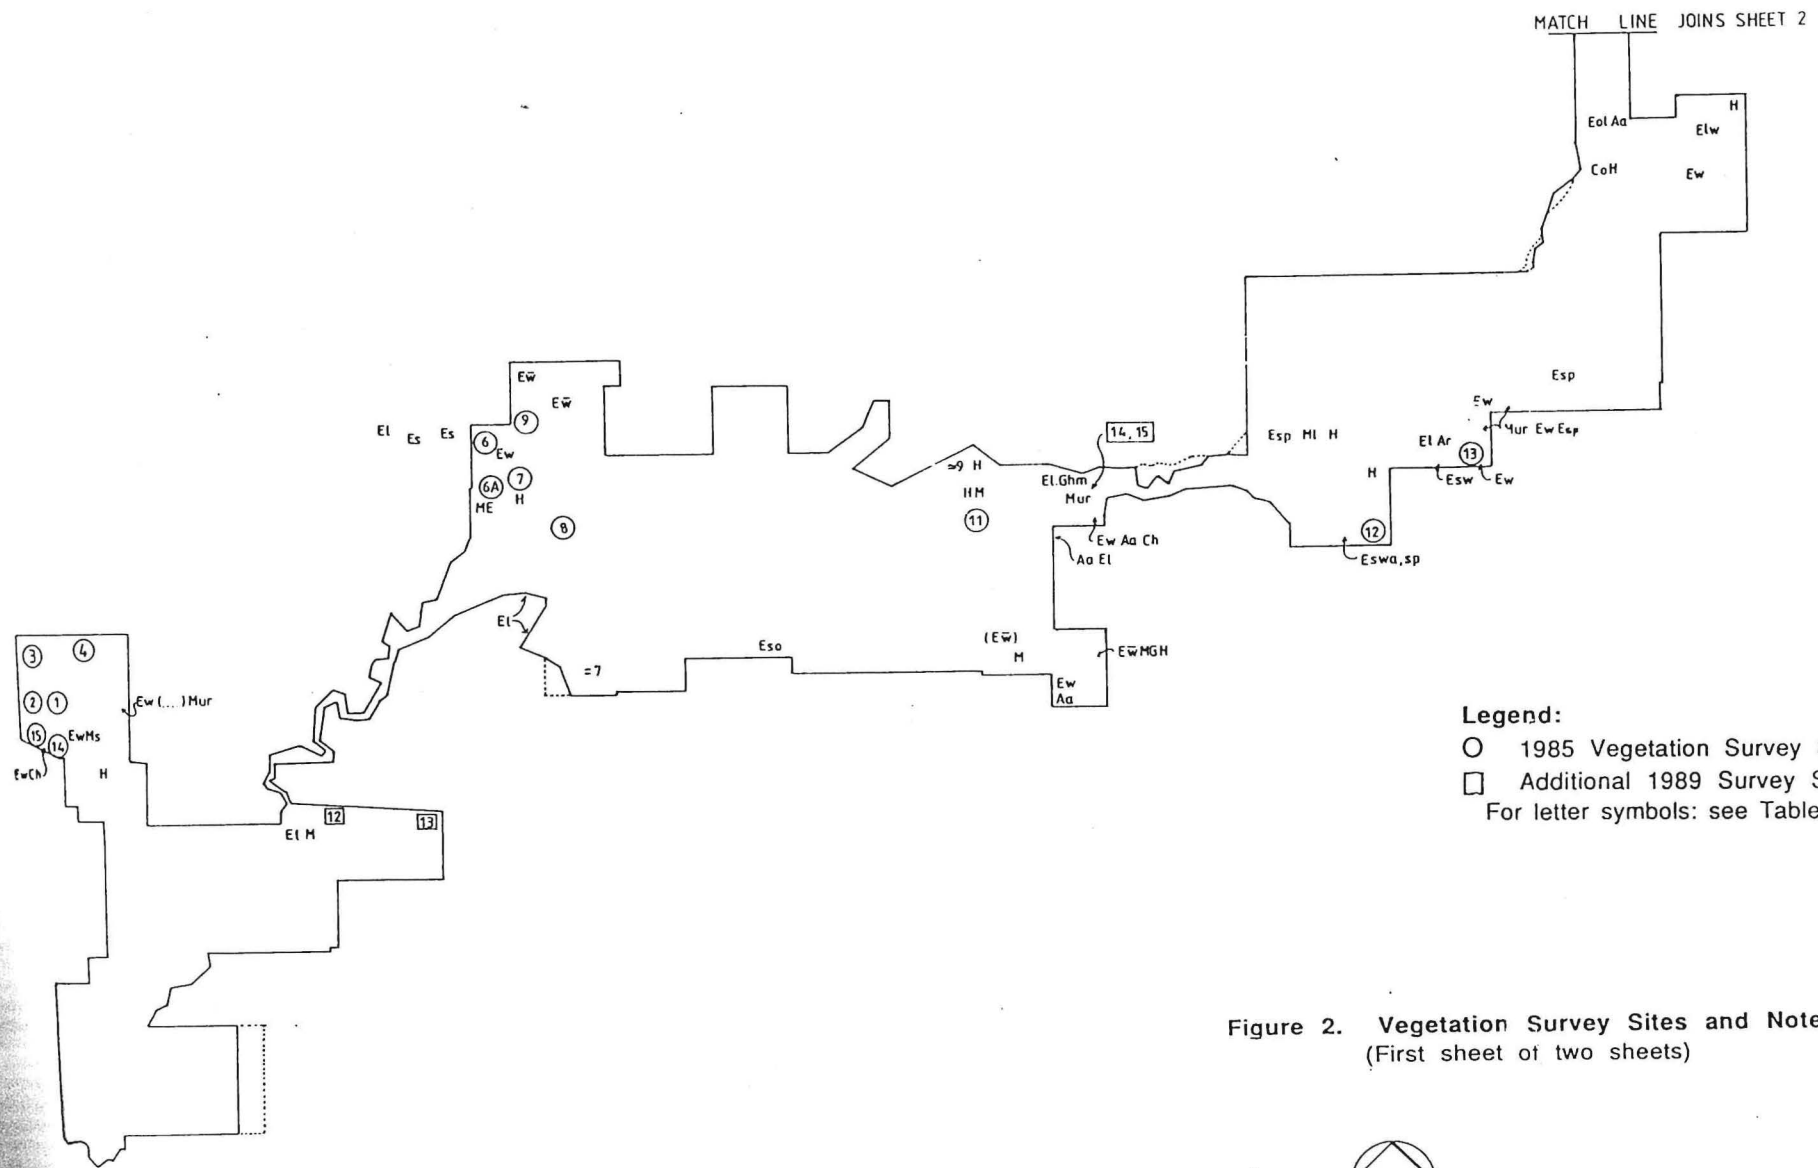 MATCH LINE JOINS SHEET 2
H
Eol Aa
Elw
CoH
Ew
Esp
Ew
Mur Ew Esp
El Ar
13
Esw
Ew
H
12
Eswa,sp
Esp Ml H
14, 15
El.Ghm
Mur
Ew Aa Ch
Aa El
≃9 H
HM
11
Ew̅
Ew̅
9
El
Es
Es
6
Ew
6A
7
ME
H
8
El
=7
Eso
(Ew̅)
M
Ew̅MGH
Ew
Aa
3
4
2
1
Ew(...)Mur
15
14
EwMs
EwCh
H
El M
12
13
Legend:
1985 Vegetation Survey
Additional 1989 Survey S
For letter symbols: see Table
Figure 2. Vegetation Survey Sites and Note
(First sheet of two sheets)